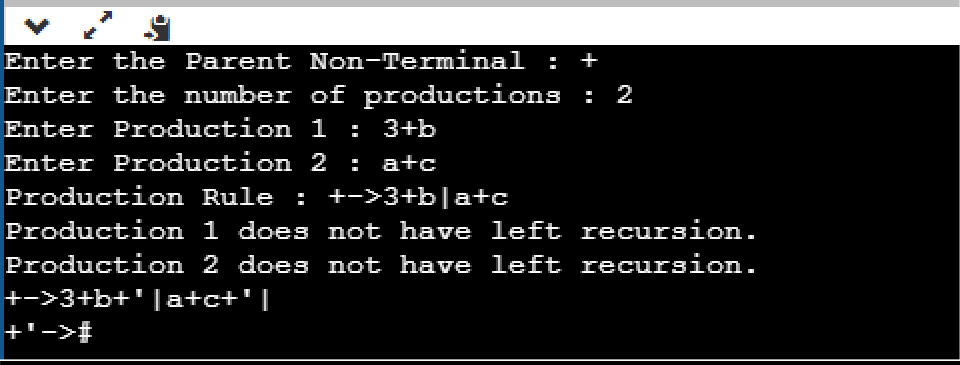 Enter the Parent Non-Terminal : +
Enter the number of productions : 2
Enter Production 1 : 3+b
Enter Production 2 : a+c
Production Rule : +->3+b|a+c
Production 1 does not have left recursion.
Production 2 does not have left recursion.
+->3+b+'|a+c+'|
+'->#